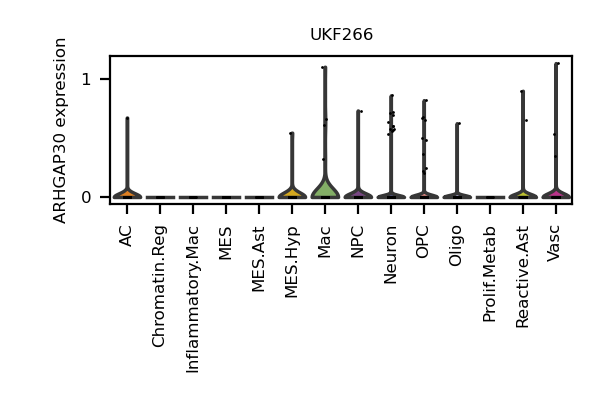 UKF266
ARHGAP30 expression
1
0
AC
Chromatin.Reg
Inflammatory.Mac
MES
MES.Ast
MES.Hyp
Mac
NPC
Neuron
OPC
Oligo
Prolif.Metab
Reactive.Ast
Vasc